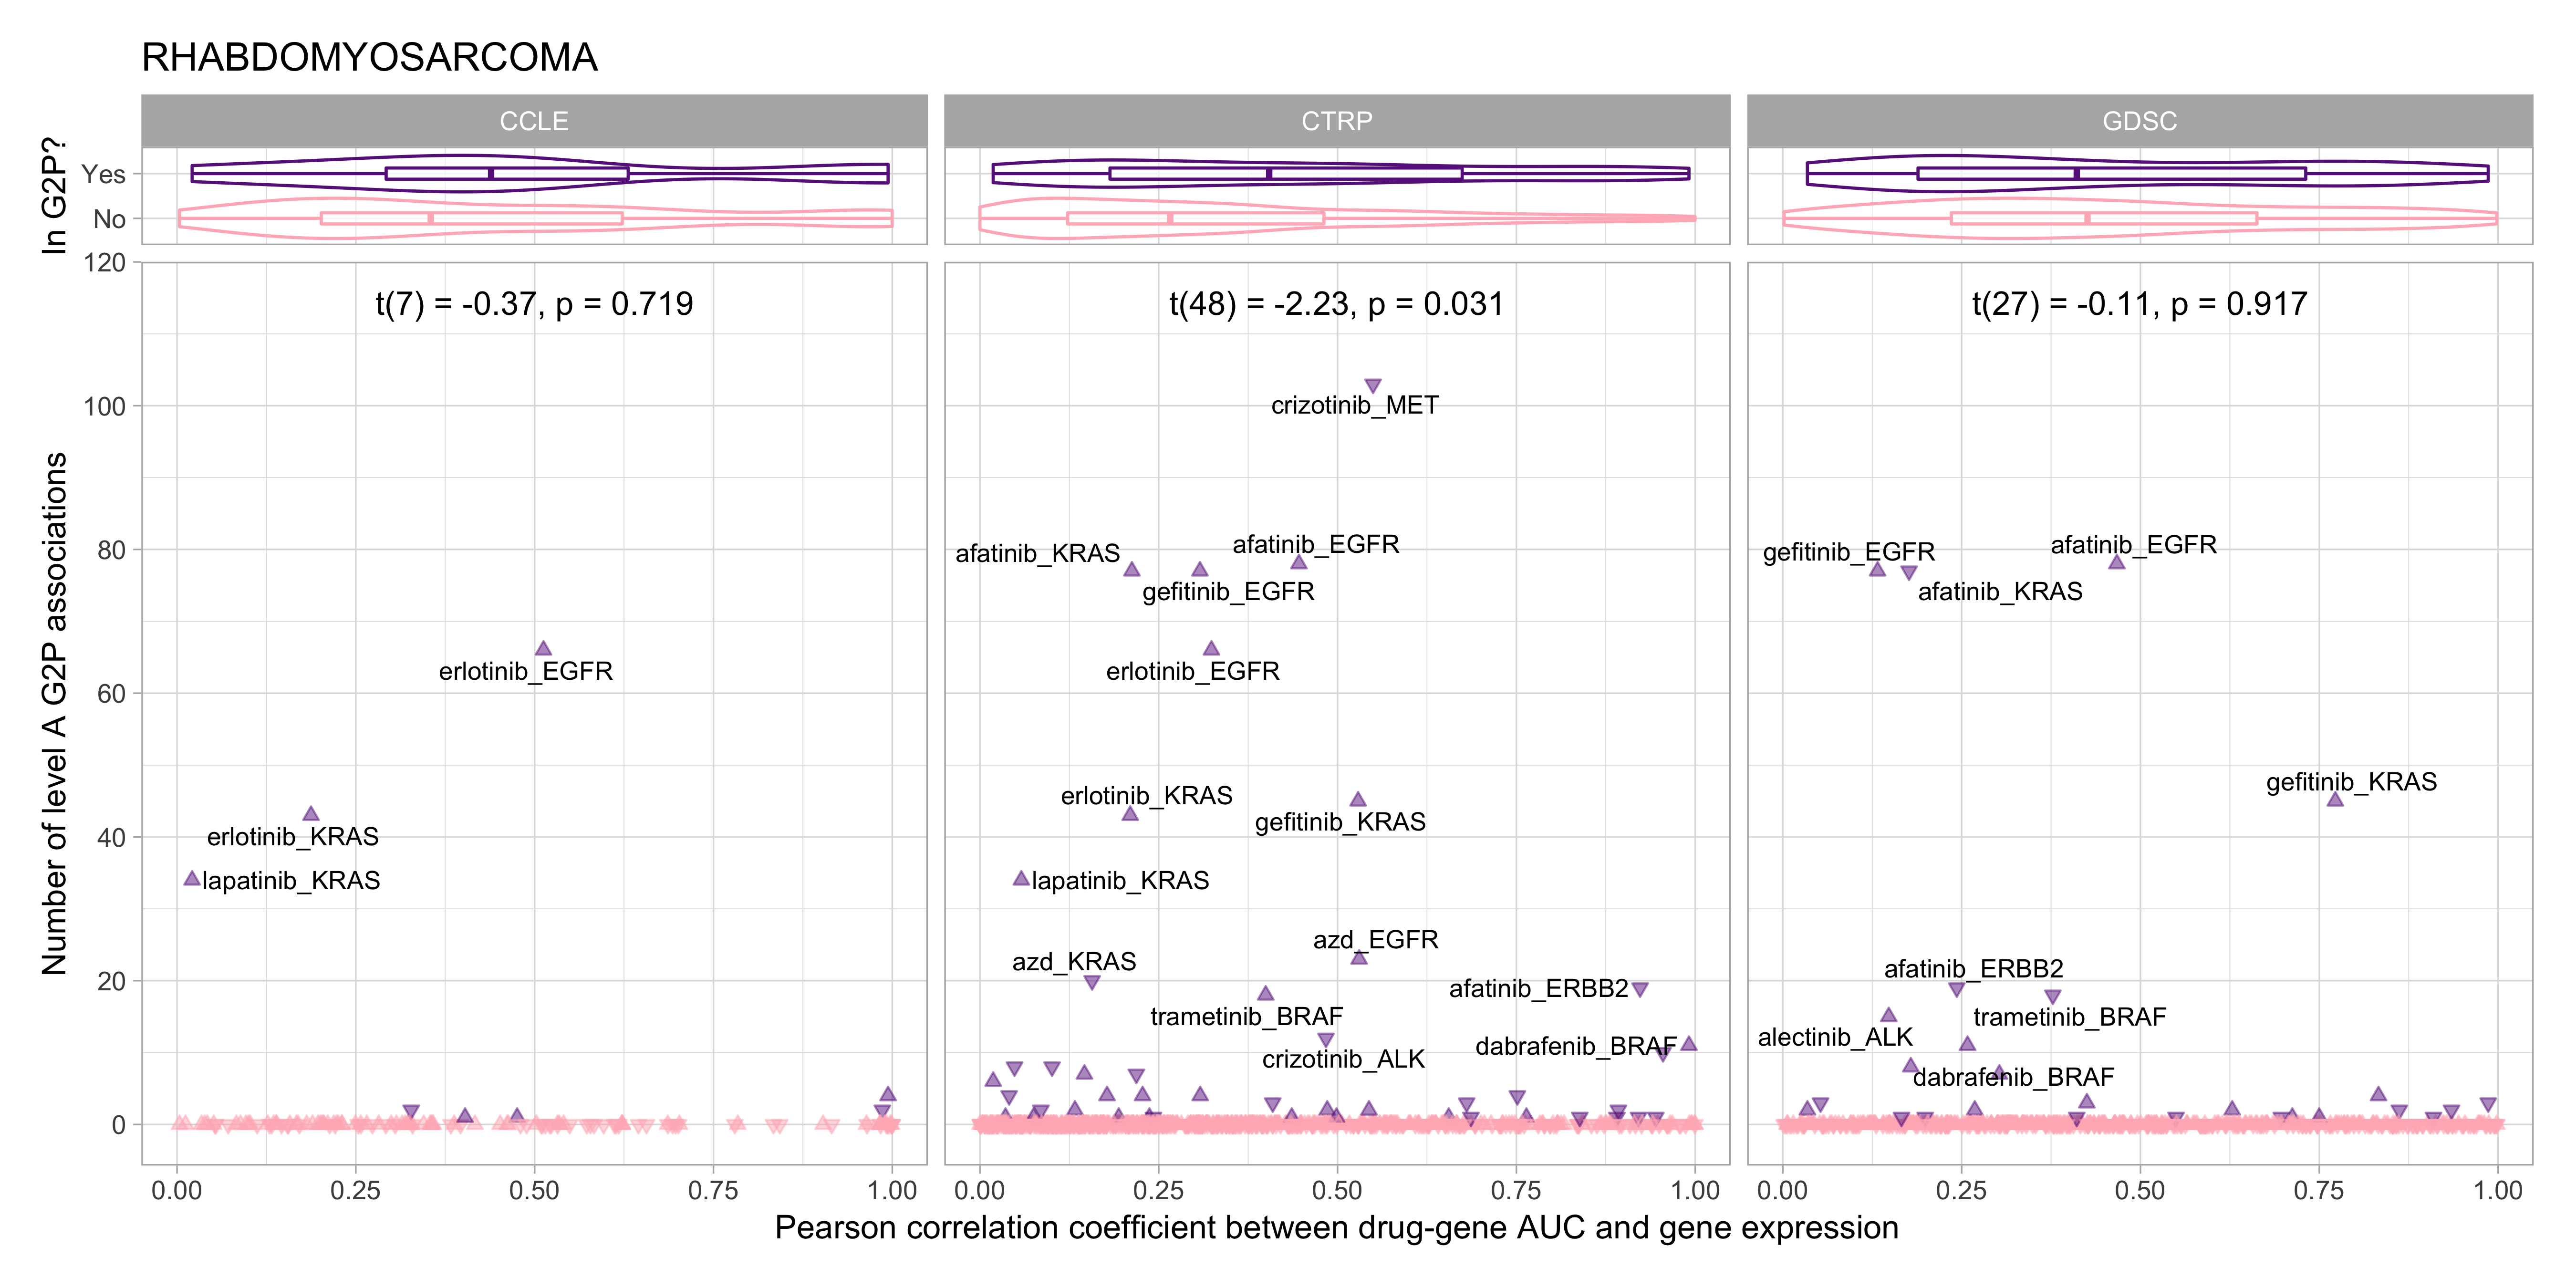 RHABDOMYOSARCOMA
CCLE
CTRP
GDSC
In G2P?
Yes
No
Number of level A G2P associations
120
100
80
60
40
20
0
t(7) = -0.37, p = 0.719
erlotinib_EGFR
erlotinib_KRAS
lapatinib_KRAS
t(48) = -2.23, p = 0.031
crizotinib_MET
afatinib_KRAS
afatinib_EGFR
gefitinib_EGFR
erlotinib_EGFR
erlotinib_KRAS
gefitinib_KRAS
lapatinib_KRAS
azd_EGFR
azd_KRAS
afatinib_ERBB2
trametinib_BRAF
dabrafenib_BRAF
crizotinib_ALK
t(27) = -0.11, p = 0.917
gefitinib_EGFR
afatinib_EGFR
afatinib_KRAS
gefitinib_KRAS
afatinib_ERBB2
trametinib_BRAF
alectinib_ALK
dabrafenib_BRAF
0.00 0.25 0.50 0.75 1.00
0.00 0.25 0.50 0.75 1.00
0.00 0.25 0.50 0.75 1.00
Pearson correlation coefficient between drug-gene AUC and gene expression